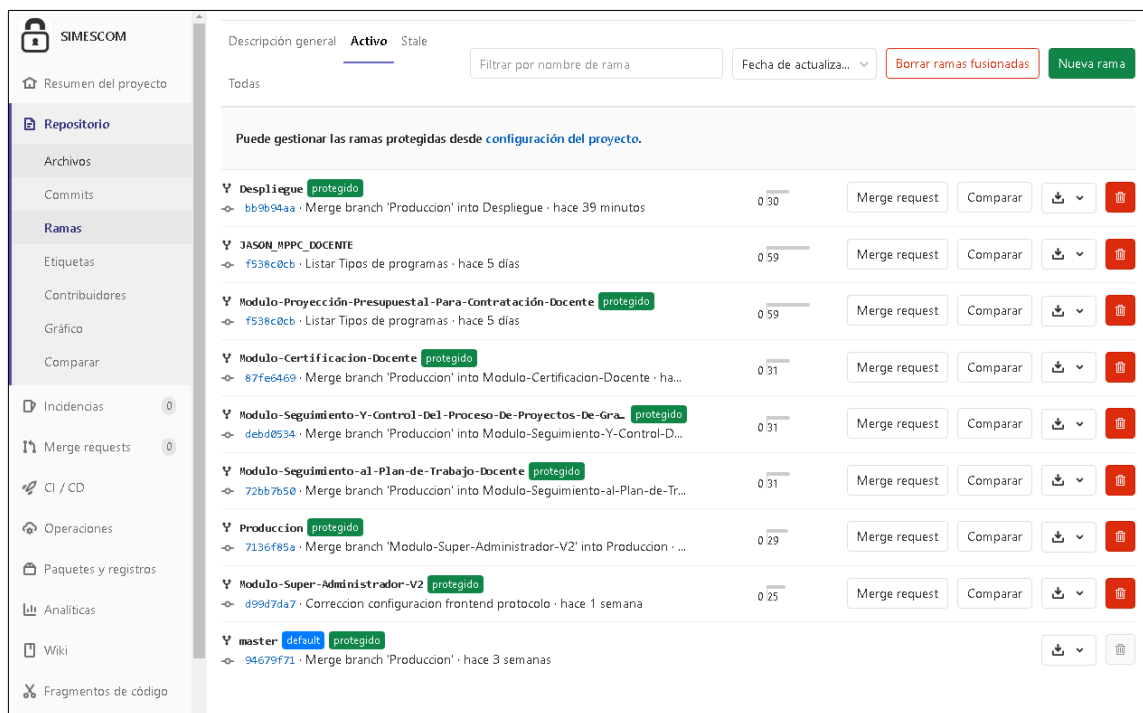 SIMESCOM
Resumen del proyecto
Repositorio
Archivos
Commits
Ramas
Etiquetas
Contribuidores
Gráfico
Comparar
Incidencias 0
Merge requests 0
CI / CD
Operaciones
Paquetes y registros
Analíticas
Wiki
Fragmentos de código
Descripción general Activo Stale
Todas
Filtrar por nombre de rama
Fecha de actualiza...
Borrar ramas fusionadas
Nueva rama
Puede gestionar las ramas protegidas desde configuración del proyecto.
Despliegue protegido
bb9b94aa · Merge branch 'Produccion' into Despliegue · hace 39 minutos
0 30 Merge request Comparar
JASON_MPPC_DOCENTE
f538c0cb · Listar Tipos de programas · hace 5 días
0 59 Merge request Comparar
Modulo-Proyección-Presupuestal-Para-Contratación-Docente protegido
f538c0cb · Listar Tipos de programas · hace 5 días
0 59 Merge request Comparar
Modulo-Certificacion-Docente protegido
87fe6469 · Merge branch 'Produccion' into Modulo-Certificacion-Docente · ha...
0 31 Merge request Comparar
Modulo-Seguimiento-Y-Control-Del-Proceso-De-Proyectos-De-Gra… protegido
debd0534 · Merge branch 'Produccion' into Modulo-Seguimiento-Y-Control-D...
0 31 Merge request Comparar
Modulo-Seguimiento-al-Plan-de-Trabajo-Docente protegido
72bb7b50 · Merge branch 'Produccion' into Modulo-Seguimiento-al-Plan-de-Tr...
0 31 Merge request Comparar
Produccion protegido
7136f85a · Merge branch 'Modulo-Super-Administrador-V2' into Produccion · ...
0 29 Merge request Comparar
Modulo-Super-Administrador-V2 protegido
d99d7da7 · Correccion configuracion frontend protocolo · hace 1 semana
0 25 Merge request Comparar
master default protegido
94679f71 · Merge branch 'Produccion' · hace 3 semanas